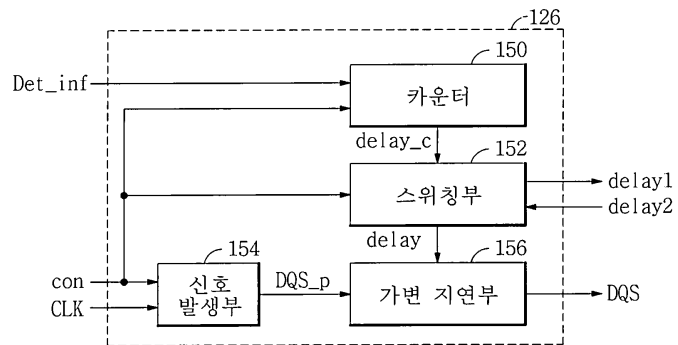 126
150
Det_inf
카운터
delay_c
152
스위칭부
delay1
delay2
delay
154
156
con
CLK
신호
발생부
DQS_p
가변 지연부
DQS